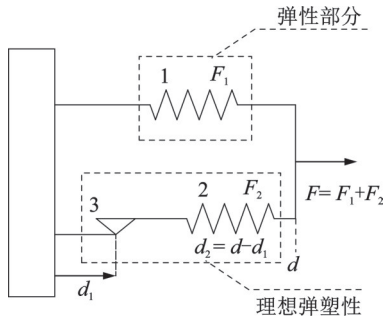 弹性部分
1 F₁
3 2 F₂ F= F₁+F₂
d₂ = d−d₁ d
d₁
理想弹塑性